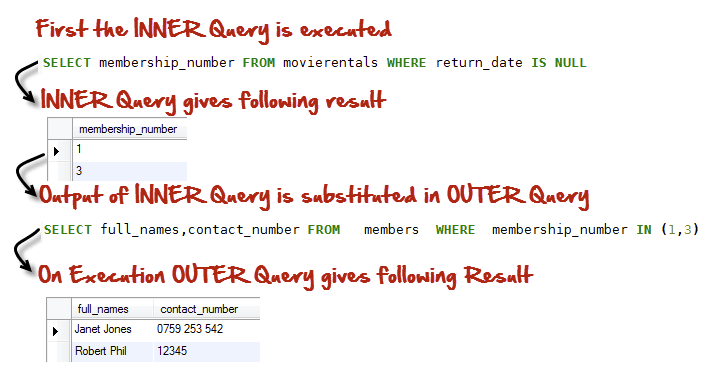 First the INNER Query is executed
SELECT membership_number FROM movierentals WHERE return_date IS NULL
INNER Query gives following result
membership_number
1
3
Output of INNER Query is substituted in OUTER Query
SELECT full_names,contact_number FROM members WHERE membership_number IN (1,3)
On Execution OUTER Query gives following Result
full_names contact_number
Janet Jones 0759 253 542
Robert Phil 12345